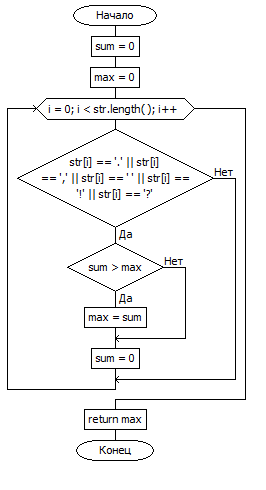 Начало
sum = 0
max = 0
i = 0; i < str.length( ); i++
str[i] == '.' || str[i]
== ',' || str[i] == ' ' || str[i] ==
'!' || str[i] == '?'
Нет
Да
sum > max
Нет
Да
max = sum
sum = 0
return max
Конец